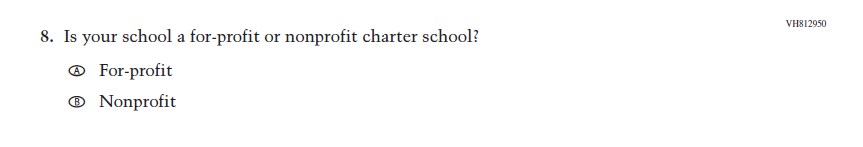 VH812950
8. Is your school a for-profit or nonprofit charter school?
A For-profit
B Nonprofit